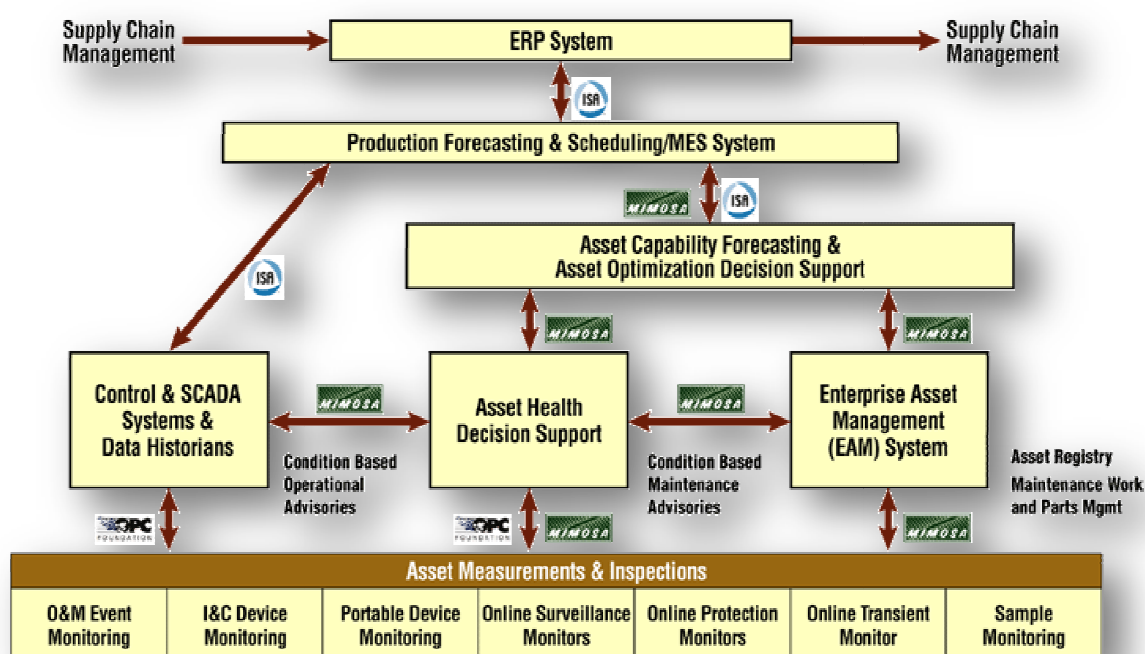 Supply Chain
Management
ERP System
Supply Chain
Management
ISA
Production Forecasting & Scheduling/MES System
MIMOSA
ISA
Asset Capability Forecasting &
Asset Optimization Decision Support
ISA
MIMOSA
MIMOSA
Control & SCADA
Systems &
Data Historians
MIMOSA
Condition Based
Operational
Advisories
Asset Health
Decision Support
MIMOSA
Condition Based
Maintenance
Advisories
Enterprise Asset
Management
(EAM) System
Asset Registry
Maintenance Work
and Parts Mgmt
OPC
FOUNDATION
OPC
FOUNDATION
MIMOSA
MIMOSA
Asset Measurements & Inspections
O&M Event
Monitoring
I&C Device
Monitoring
Portable Device
Monitoring
Online Surveillance
Monitors
Online Protection
Monitors
Online Transient
Monitor
Sample
Monitoring